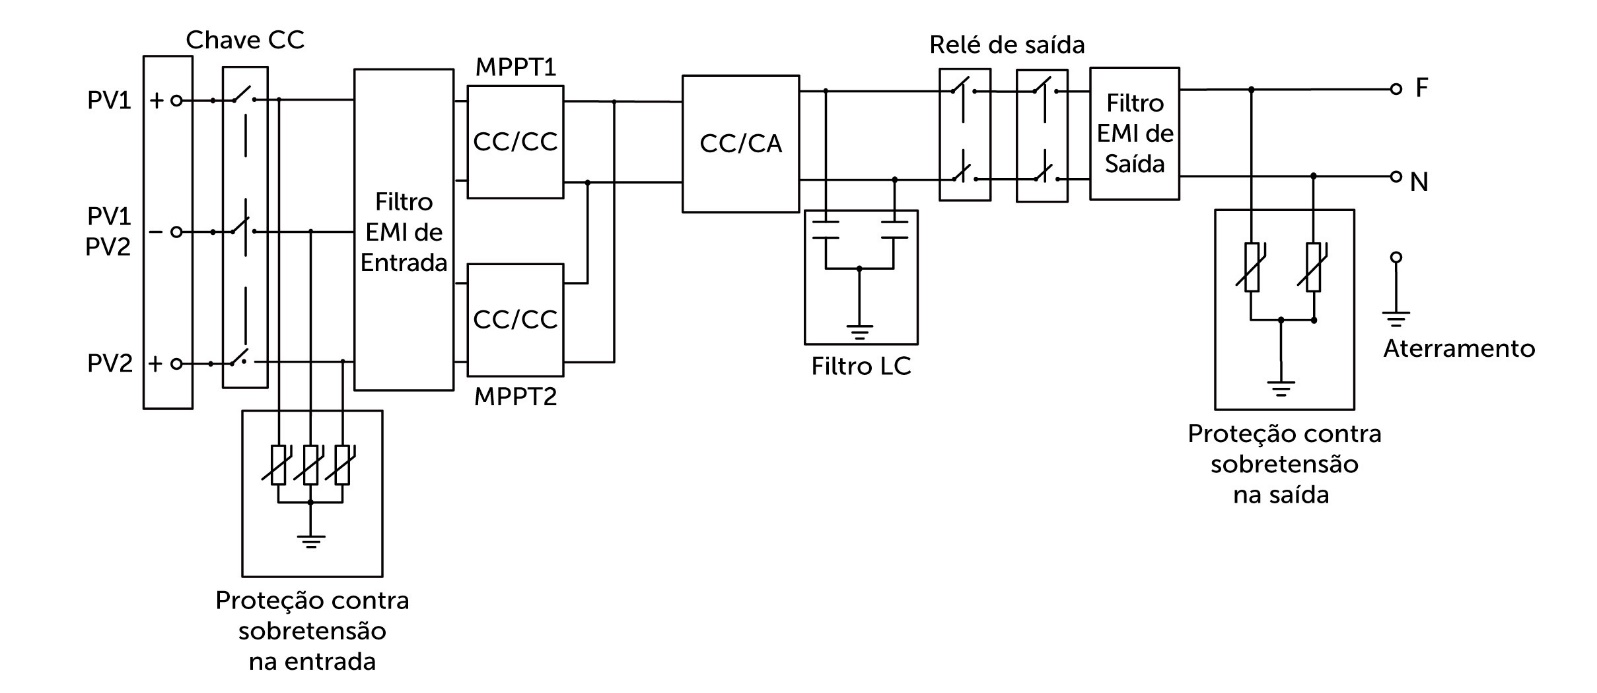 Chave CC
PV1
+
PV1
PV2
−
PV2
+
Filtro
EMI de
Entrada
MPPT1
CC/CC
CC/CC
MPPT2
CC/CA
Filtro LC
Relé de saída
Filtro
EMI de
Saída
F
N
Aterramento
Proteção contra
sobretensão
na saída
Proteção contra
sobretensão
na entrada